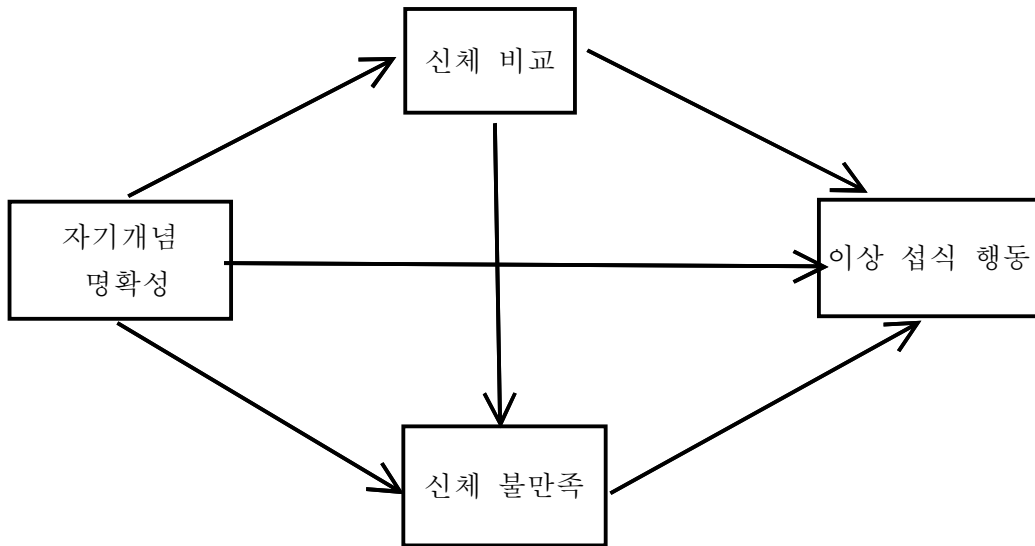 신체 비교
자기개념
명확성
이상 섭식 행동
신체 불만족